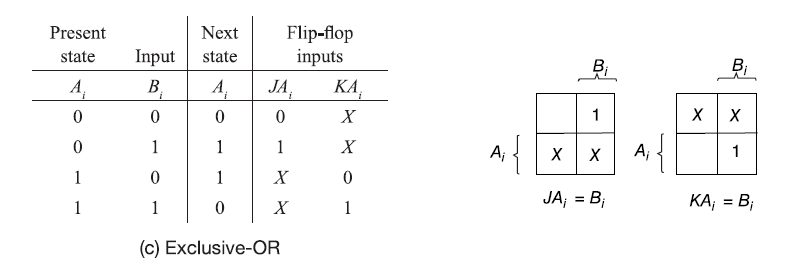 Present Next Flip-flop
state Input state inputs
A_i B_i A_i JA_i KA_i
0 0 0 0 X
0 1 1 1 X
1 0 1 X 0
1 1 0 X 1
(c) Exclusive-OR
B_i
1
A_i { X X
JA_i = B_i
B_i
X X
A_i { 1
KA_i = B_i